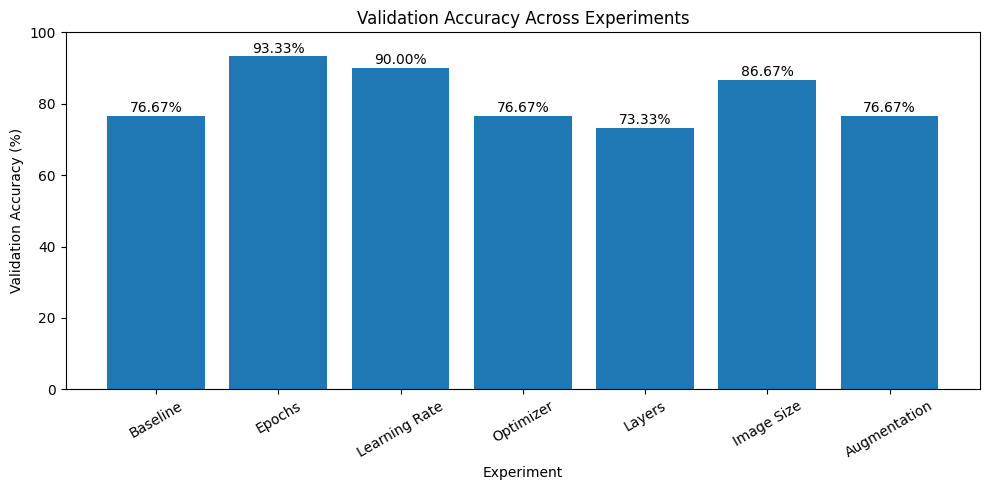 Validation Accuracy Across Experiments
Validation Accuracy (%)
100
80
60
40
20
0
76.67%
93.33%
90.00%
76.67%
73.33%
86.67%
76.67%
Baseline
Epochs
Learning Rate
Optimizer
Layers
Image Size
Augmentation
Experiment